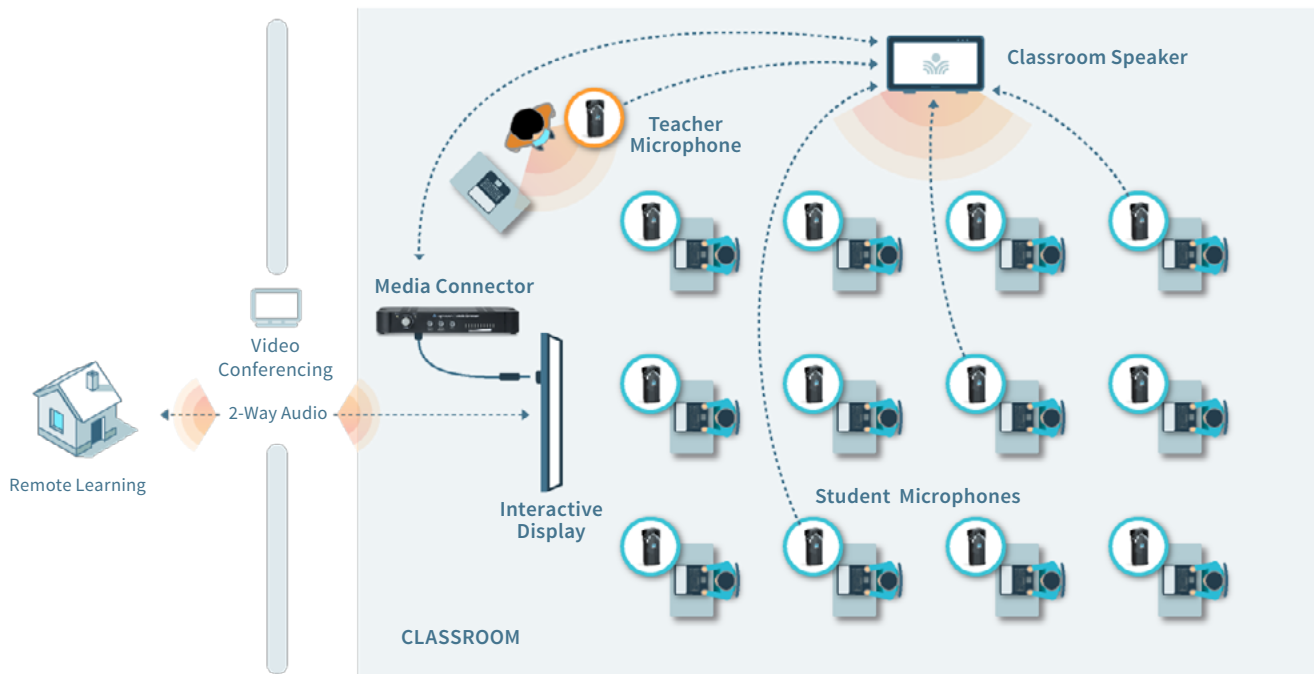 Classroom Speaker
Teacher
Microphone
Media Connector
Video
Conferencing
2-Way Audio
Remote Learning
Interactive
Display
Student Microphones
CLASSROOM